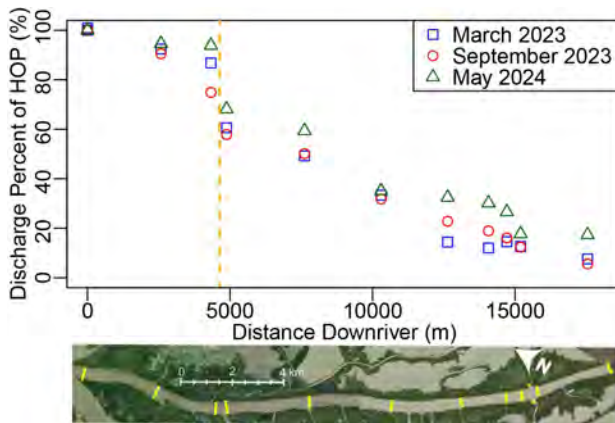 Discharge Percent of HOP (%)
100
80
60
40
20
0
March 2023
September 2023
May 2024
0
5000
10000
15000
Distance Downriver (m)
0 2 4 km
N